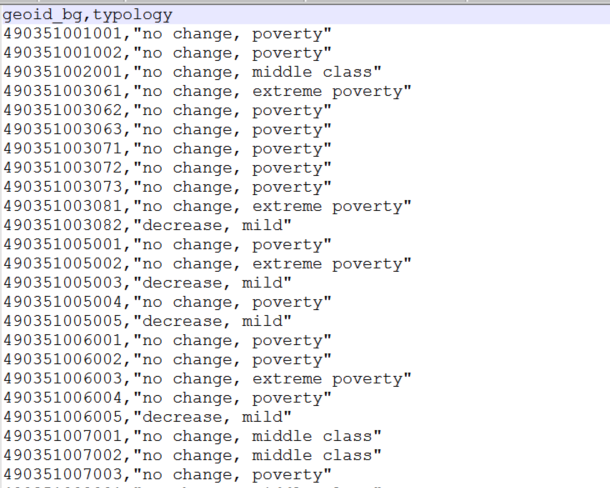 geoid_bg,typology
490351001001,"no change, poverty"
490351001002,"no change, poverty"
490351002001,"no change, middle class"
490351003061,"no change, extreme poverty"
490351003062,"no change, poverty"
490351003063,"no change, poverty"
490351003071,"no change, poverty"
490351003072,"no change, poverty"
490351003073,"no change, poverty"
490351003081,"no change, extreme poverty"
490351003082,"decrease, mild"
490351005001,"no change, poverty"
490351005002,"no change, extreme poverty"
490351005003,"decrease, mild"
490351005004,"no change, poverty"
490351005005,"decrease, mild"
490351006001,"no change, poverty"
490351006002,"no change, poverty"
490351006003,"no change, extreme poverty"
490351006004,"no change, poverty"
490351006005,"decrease, mild"
490351007001,"no change, middle class"
490351007002,"no change, middle class"
490351007003,"no change, poverty"